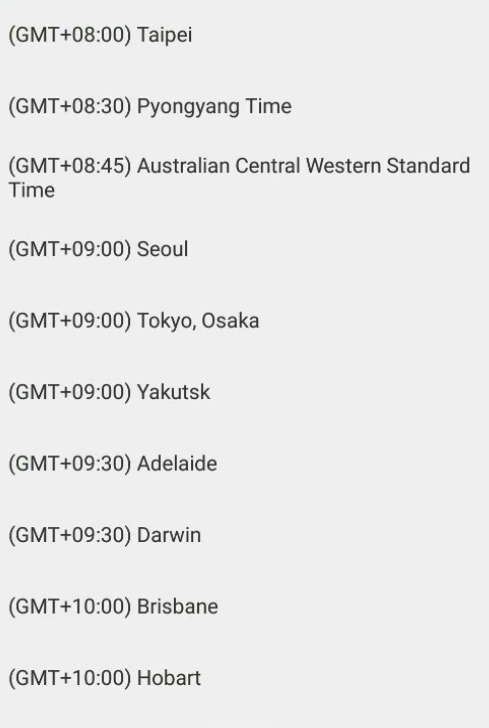 (GMT+08:00) Taipei
(GMT+08:30) Pyongyang Time
(GMT+08:45) Australian Central Western Standard
Time
(GMT+09:00) Seoul
(GMT+09:00) Tokyo, Osaka
(GMT+09:00) Yakutsk
(GMT+09:30) Adelaide
(GMT+09:30) Darwin
(GMT+10:00) Brisbane
(GMT+10:00) Hobart